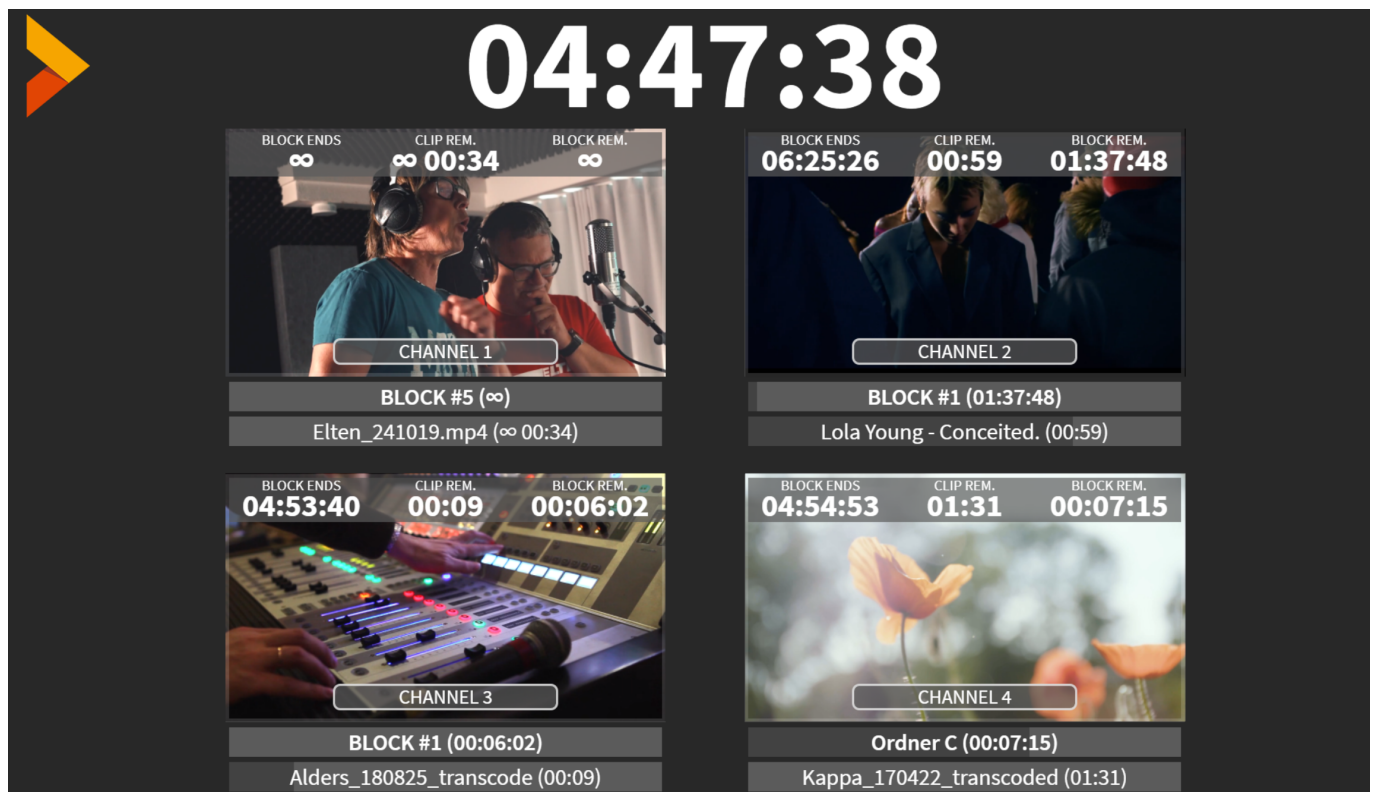 04:47:38
BLOCK ENDS CLIP REM. BLOCK REM.
∞ ∞ 00:34 ∞
CHANNEL 1
BLOCK #5 (∞)
Elten_241019.mp4 (∞ 00:34)
BLOCK ENDS CLIP REM. BLOCK REM.
06:25:26 00:59 01:37:48
CHANNEL 2
BLOCK #1 (01:37:48)
Lola Young - Conceited. (00:59)
BLOCK ENDS CLIP REM. BLOCK REM.
04:53:40 00:09 00:06:02
CHANNEL 3
BLOCK #1 (00:06:02)
Alders_180825_transcode (00:09)
BLOCK ENDS CLIP REM. BLOCK REM.
04:54:53 01:31 00:07:15
CHANNEL 4
Ordner C (00:07:15)
Kappa_170422_transcoded (01:31)